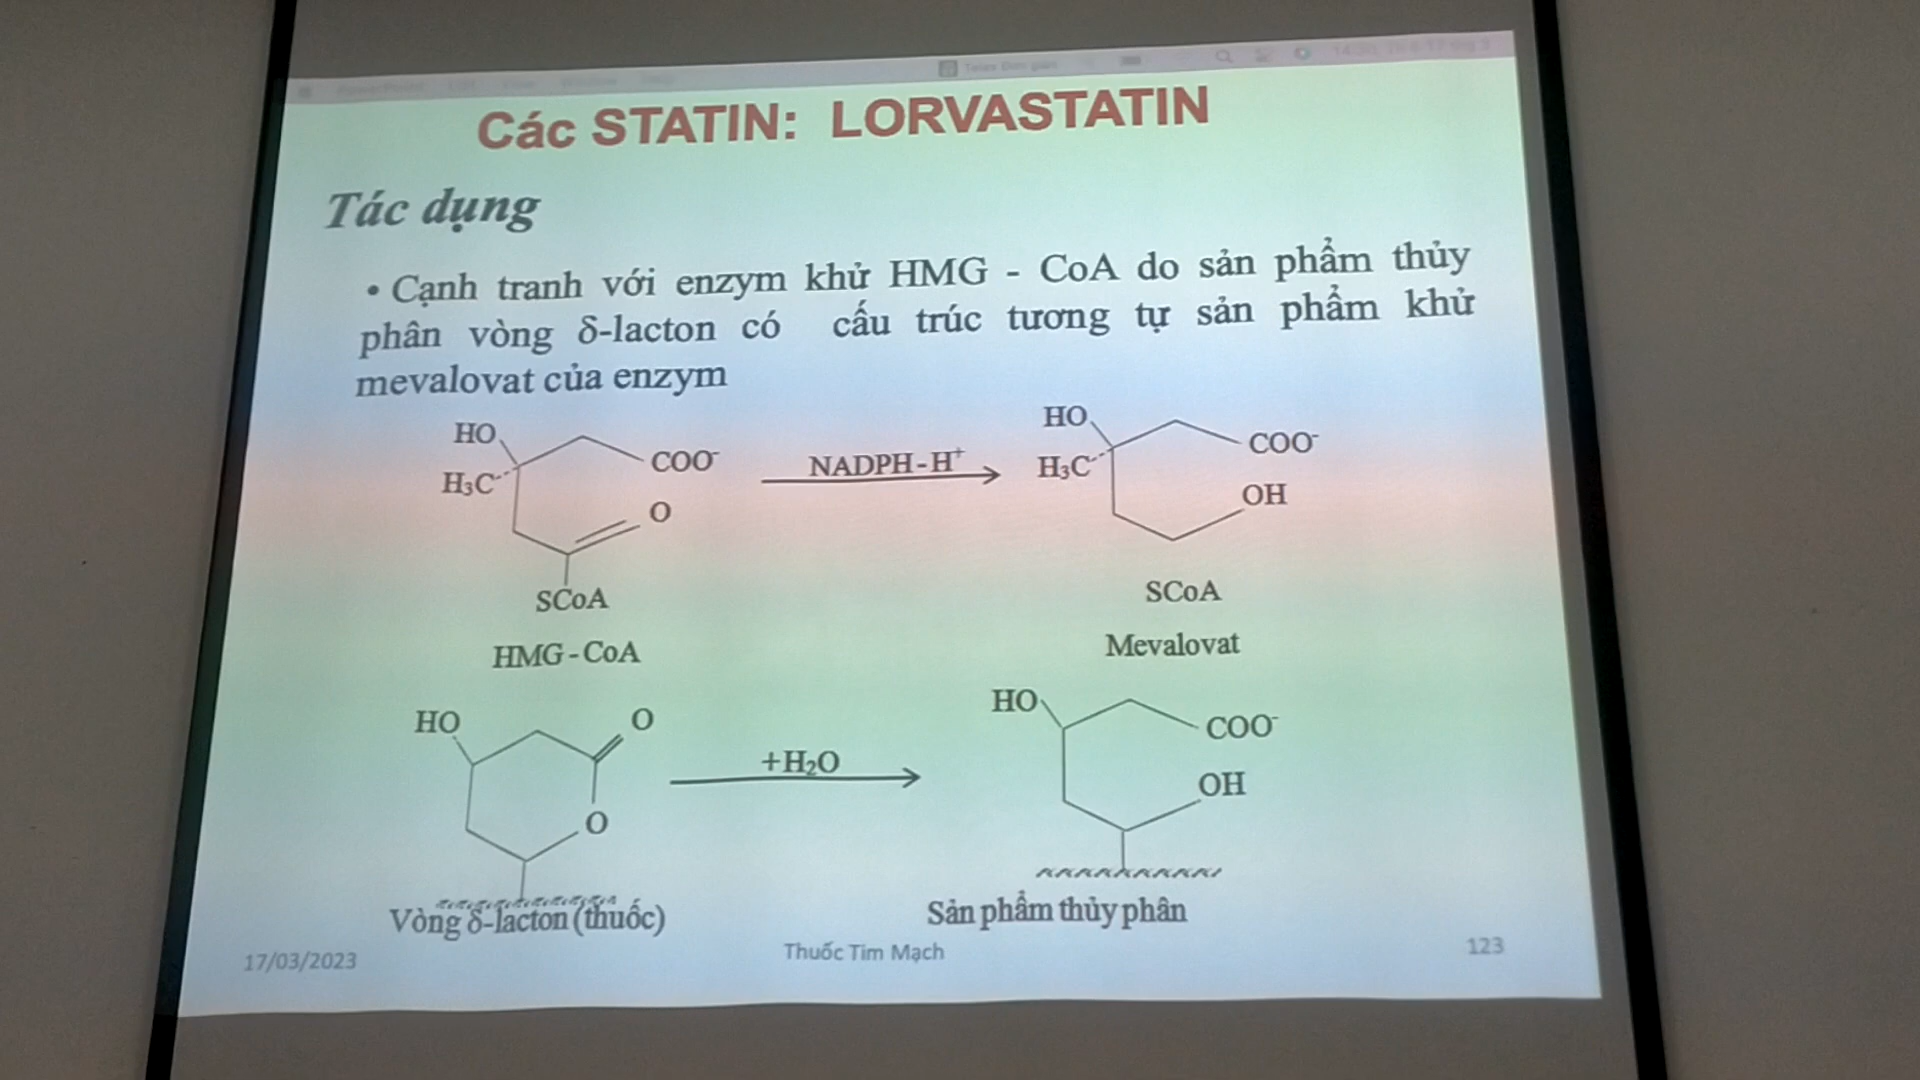 Các STATIN: LORVASTATIN
Tác dụng
• Cạnh tranh với enzym khử HMG - CoA do sản phẩm thủy
phân vòng δ-lacton có cấu trúc tương tự sản phẩm khử
mevalovat của enzym
HO
H₃C
COO⁻
O
SCoA
HMG - CoA
NADPH - H⁺
HO
H₃C
COO⁻
OH
SCoA
Mevalovat
HO
O
O
Vòng δ-lacton (thuốc)
+H₂O
HO
COO⁻
OH
Sản phẩm thủy phân
17/03/2023
Thuốc Tim Mạch
123